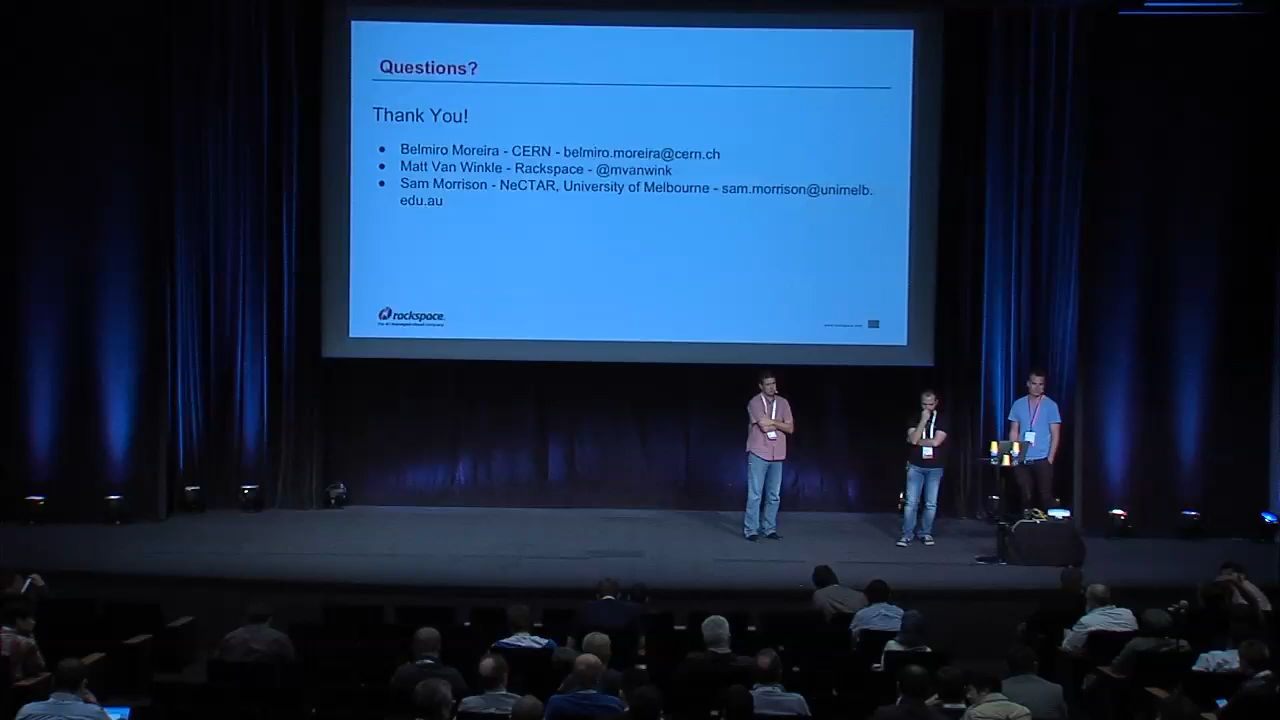 Questions?
Thank You!
• Belmiro Moreira - CERN - belmiro.moreira@cern.ch
• Matt Van Winkle - Rackspace - @mvanwink
• Sam Morrison - NeCTAR, University of Melbourne - sam.morrison@unimelb.
edu.au
rackspace.